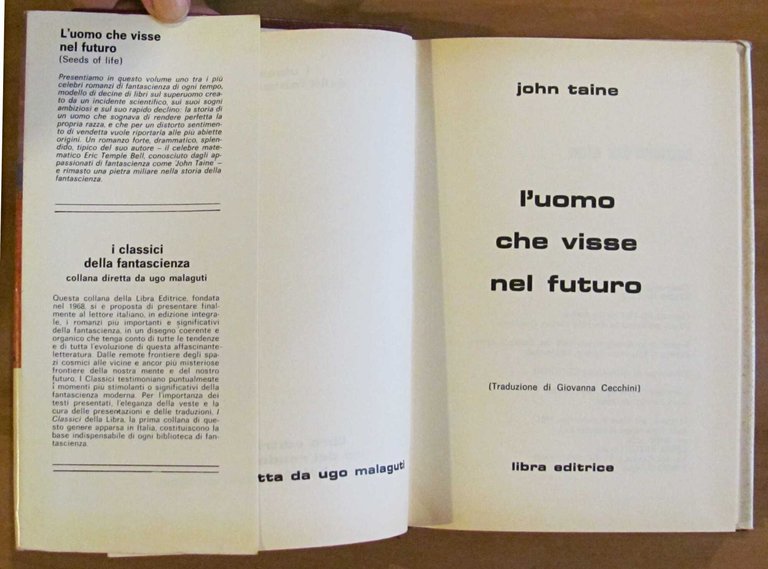 L'uomo che visse
nel futuro
(Seeds of life)
Presentiamo in questo volume uno tra i più
celebri romanzi di fantascienza di ogni tempo,
modello di decine di libri sul superuomo crea-
to da un incidente scientifico, sui suoi sogni
ambiziosi e sul suo rapido declino: la storia di
un uomo che sognava di rendere perfetta la
propria razza, e che per un distorto sentimen-
to di vendetta vuole riportarla alle più abiette
origini. Un romanzo forte, drammatico, splen-
dido, tipico del suo autore – il celebre mate-
matico Eric Temple Bell, conosciuto dagli ap-
passionati di fantascienza come 'John Taine' –
e rimasto una pietra miliare nella storia della
fantascienza.
i classici
della fantascienza
collana diretta da ugo malaguti
Questa collana della Libra Editrice, fondata
nel 1968, si e proposta di presentare final-
mente al lettore italiano, in edizione integra-
le, i romanzi più importanti e significativi
della fantascienza, in un disegno coerente e
organico che tenga conto di tutte le tendenze
e di tutta l'evoluzione di questa affascinante
letteratura. Dalle remote frontiere degli spa-
zi cosmici alle vicine e ancor più misteriose
frontiere della nostra mente e del nostro
futuro, I Classici testimoniano puntualmente
i momenti più stimolanti o significativi della
fantascienza moderna. Per l'importanza dei
testi presentati, l'eleganza della veste e la
cura delle presentazioni e delle traduzioni, I
Classici della Libra, la prima collana di que-
sto genere apparsa in Italia, costituiscono la
base indispensabile di ogni biblioteca di fan-
tascienza.
tta da ugo malaguti
john taine
l'uomo
che visse
nel futuro
(Traduzione di Giovanna Cecchini)
libra editrice